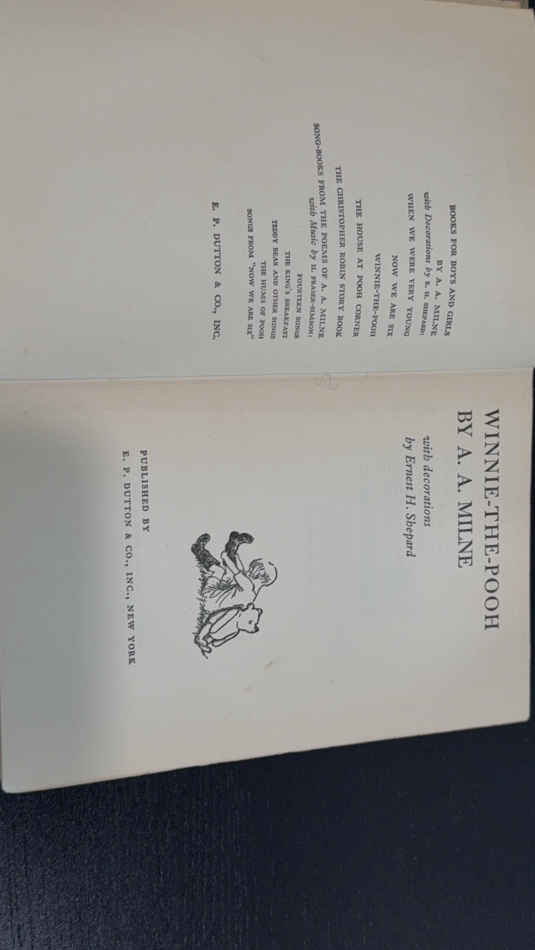 BOOKS FOR BOYS AND GIRLS
BY A. A. MILNE
with Decorations by E. H. SHEPARD:
WHEN WE WERE VERY YOUNG
NOW WE ARE SIX
WINNIE-THE-POOH
THE HOUSE AT POOH CORNER
THE CHRISTOPHER ROBIN STORY BOOK
SONG-BOOKS FROM THE POEMS OF A. A. MILNE
with Music by H. FRASER-SIMSON:
FOURTEEN SONGS
THE KING'S BREAKFAST
TEDDY BEAR AND OTHER SONGS
THE HUMS OF POOH
SONGS FROM "NOW WE ARE SIX"
E. P. DUTTON & CO., INC.
WINNIE-THE-POOH
BY A. A. MILNE
with decorations
by Ernest H. Shepard
PUBLISHED BY
E. P. DUTTON & CO., INC., NEW YORK